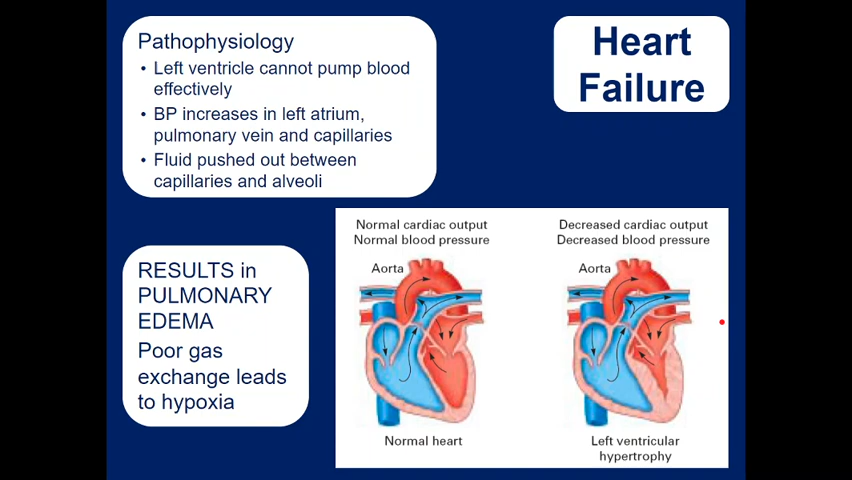 Pathophysiology
• Left ventricle cannot pump blood
effectively
• BP increases in left atrium,
pulmonary vein and capillaries
• Fluid pushed out between
capillaries and alveoli
Heart
Failure
RESULTS in
PULMONARY
EDEMA
Poor gas
exchange leads
to hypoxia
Normal cardiac output
Normal blood pressure
Aorta
Normal heart
Decreased cardiac output
Decreased blood pressure
Aorta
Left ventricular
hypertrophy